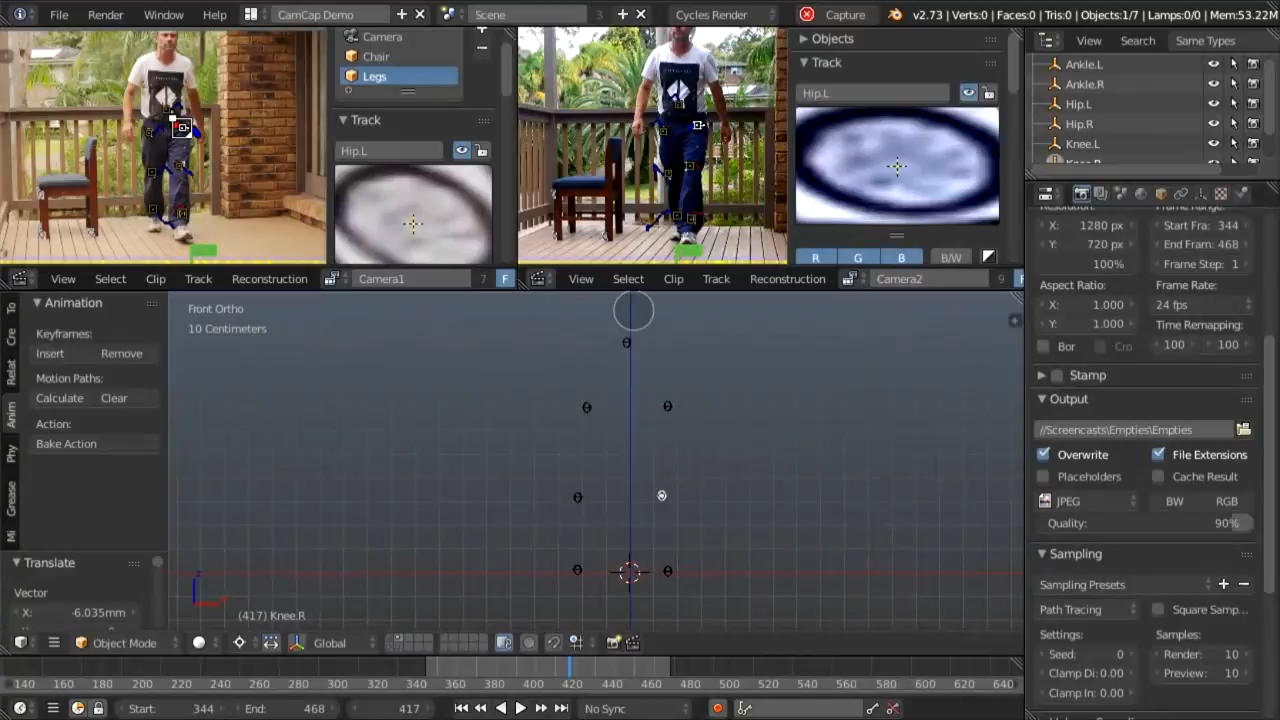 File Render Window Help CamCap Demo Scene 3 Cycles Render Capture v2.73 | Verts:0 | Faces:0 | Tris:0 | Objects:1/7 | Lamps:0/0 | Mem:53.22M
Camera
Chair
Legs
Track
Hip.L
View Select Clip Track Reconstruction Camera1 7 F
Objects
Track
Hip.L
R G B B/W
View Select Clip Track Reconstruction Camera2 9 F
View Search Same Types
Ankle.L
Ankle.R
Hip.L
Hip.R
Knee.L
Animation
Keyframes:
Insert Remove
Motion Paths:
Calculate Clear
Action:
Bake Action
To
Cre
Relat
Anim
Phy
Grease
Mi
Translate
Vector
X: -6.035mm
Front Ortho
10 Centimeters
(417) Knee.R
Object Mode Global
X: 1280 px Start Fra: 344
Y: 720 px End Fram: 468
100% Frame Step: 1
Aspect Ratio: Frame Rate:
X: 1.000 24 fps
Y: 1.000 Time Remapping:
Bor Cro 100 100
Stamp
Output
//Screencasts\Empties\Empties
Overwrite File Extensions
Placeholders Cache Result
JPEG BW RGB
Quality: 90%
Sampling
Sampling Presets
Path Tracing Square Samp...
Settings: Samples:
Seed: 0 Render: 10
Clamp Di: 0.00 Preview: 10
Clamp In: 0.00
140 160 180 200 220 240 260 280 300 320 340 360 380 400 420 440 460 480 500 520 540 560 580 600 620 640
Start: 344 End: 468 417 No Sync